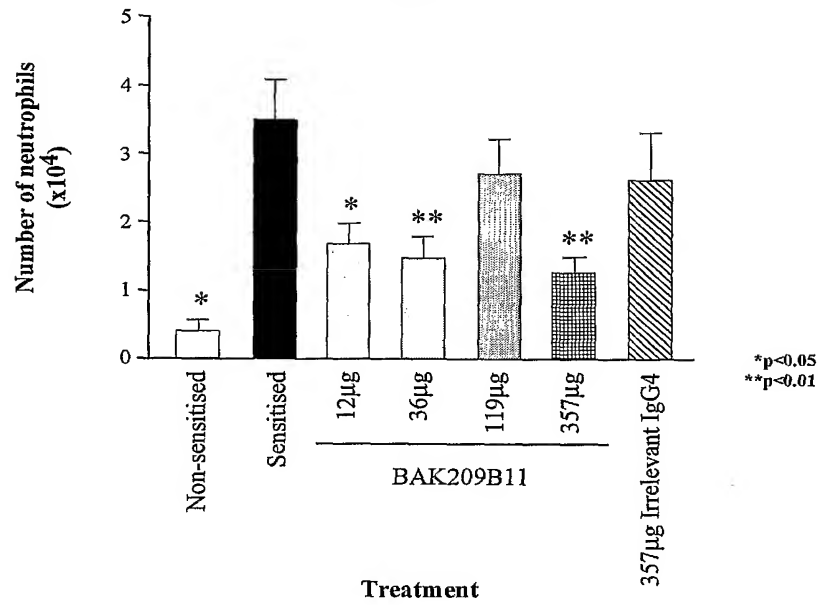 Number of neutrophils
(x10⁴)
5
4
3
2
1
0
*
*
**
**
Non-sensitised
Sensitised
12µg
36µg
119µg
357µg
357µg Irrelevant IgG4
BAK209B11
Treatment
*p<0.05
**p<0.01